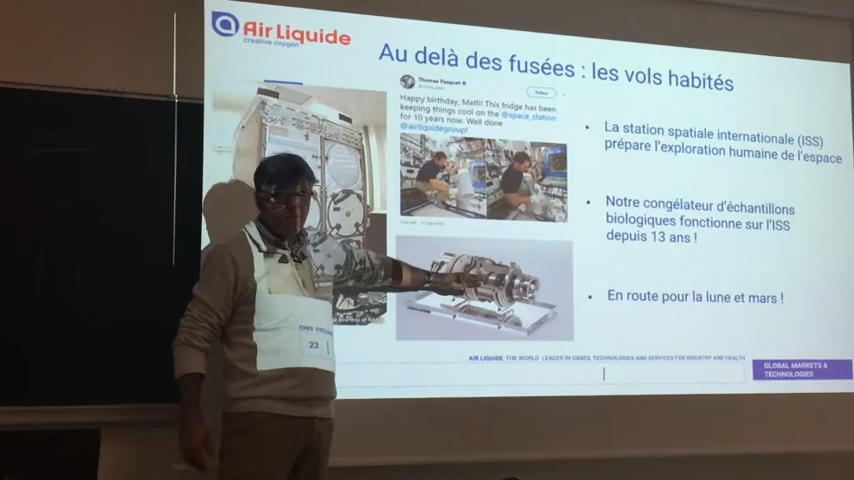 Air Liquide
creative oxygen
Au delà des fusées : les vols habités
Thomas Pesquet
Follow
Happy birthday, Melfi! This fridge has been
keeping things cool on the @space_station
for 10 years now. Well done
@airliquidegroup!
• La station spatiale internationale (ISS)
prépare l'exploration humaine de l'espace
• Notre congélateur d'échantillons
biologiques fonctionne sur l'ISS
depuis 13 ans !
• En route pour la lune et mars !
THIS DOCU
23
AIR LIQUIDE, THE WORLD LEADER IN GASES, TECHNOLOGIES AND SERVICES FOR INDUSTRY AND HEALTH
GLOBAL MARKETS &
TECHNOLOGIES